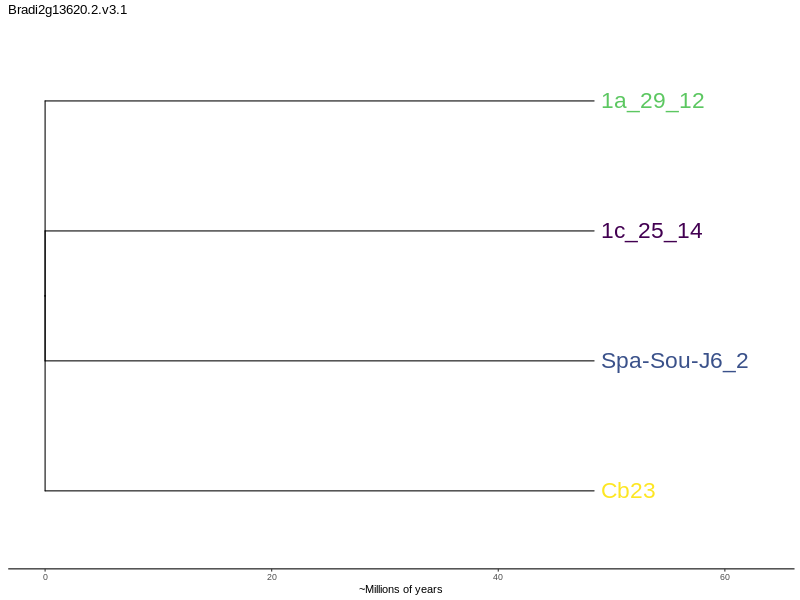 Bradi2g13620.2.v3.1
1a_29_12
1c_25_14
Spa-Sou-J6_2
Cb23
0 20 40 60
~Millions of years